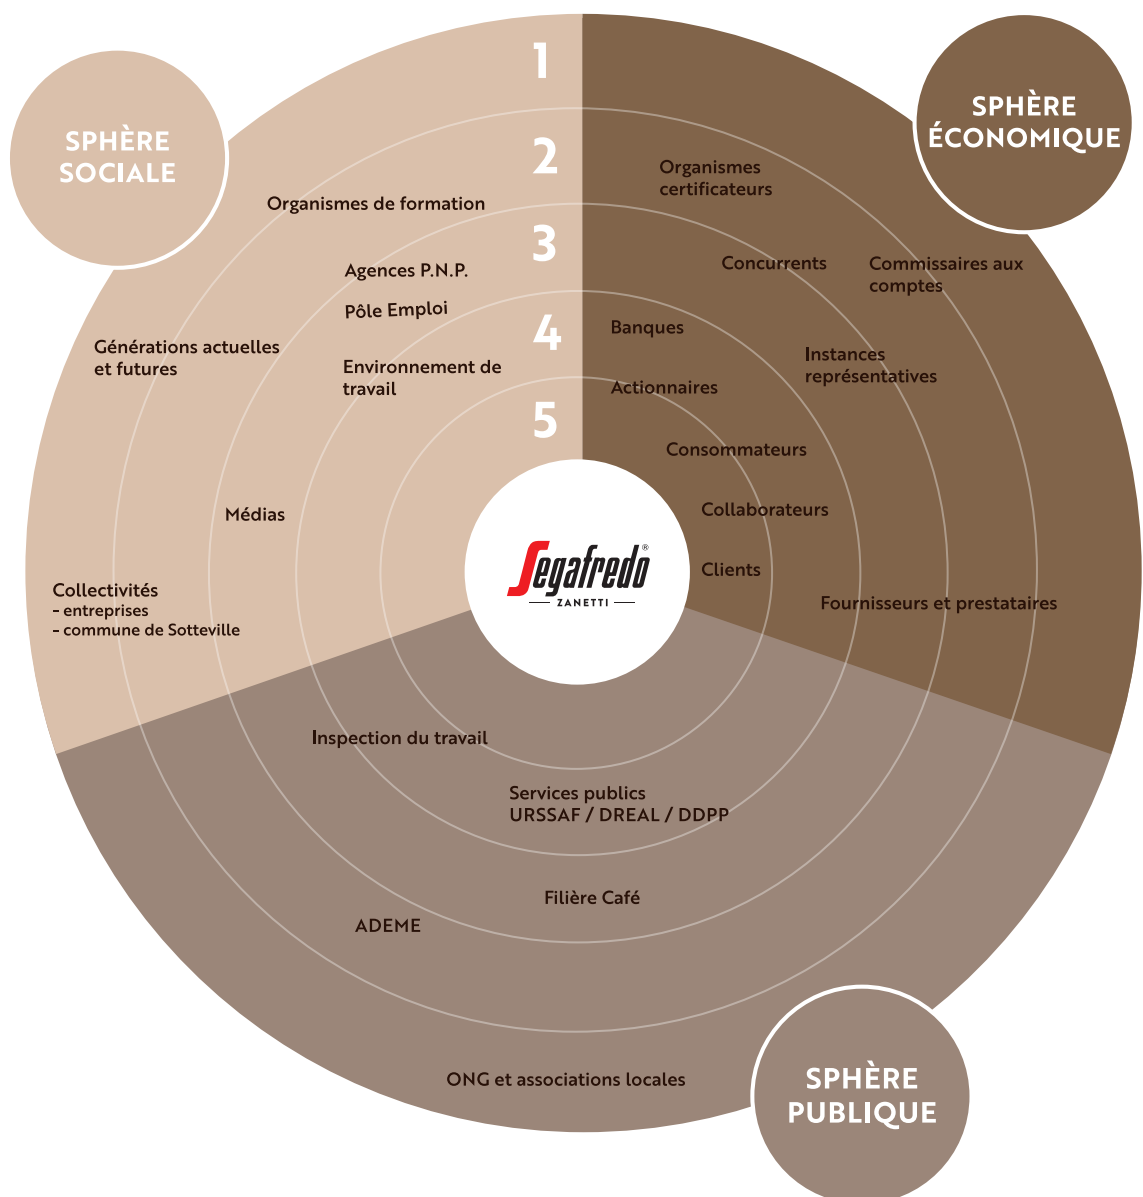 SPHÈRE
SOCIALE
SPHÈRE
ÉCONOMIQUE
SPHÈRE
PUBLIQUE
1
2
3
4
5
Organismes de formation
Agences P.N.P.
Pôle Emploi
Générations actuelles
et futures
Environnement de
travail
Médias
Collectivités
- entreprises
- commune de Sotteville
Organismes
certificateurs
Concurrents
Commissaires aux
comptes
Banques
Instances
représentatives
Actionnaires
Consommateurs
Collaborateurs
Clients
Fournisseurs et prestataires
Segafredo®
ZANETTI
Inspection du travail
Services publics
URSSAF / DREAL / DDPP
Filière Café
ADEME
ONG et associations locales